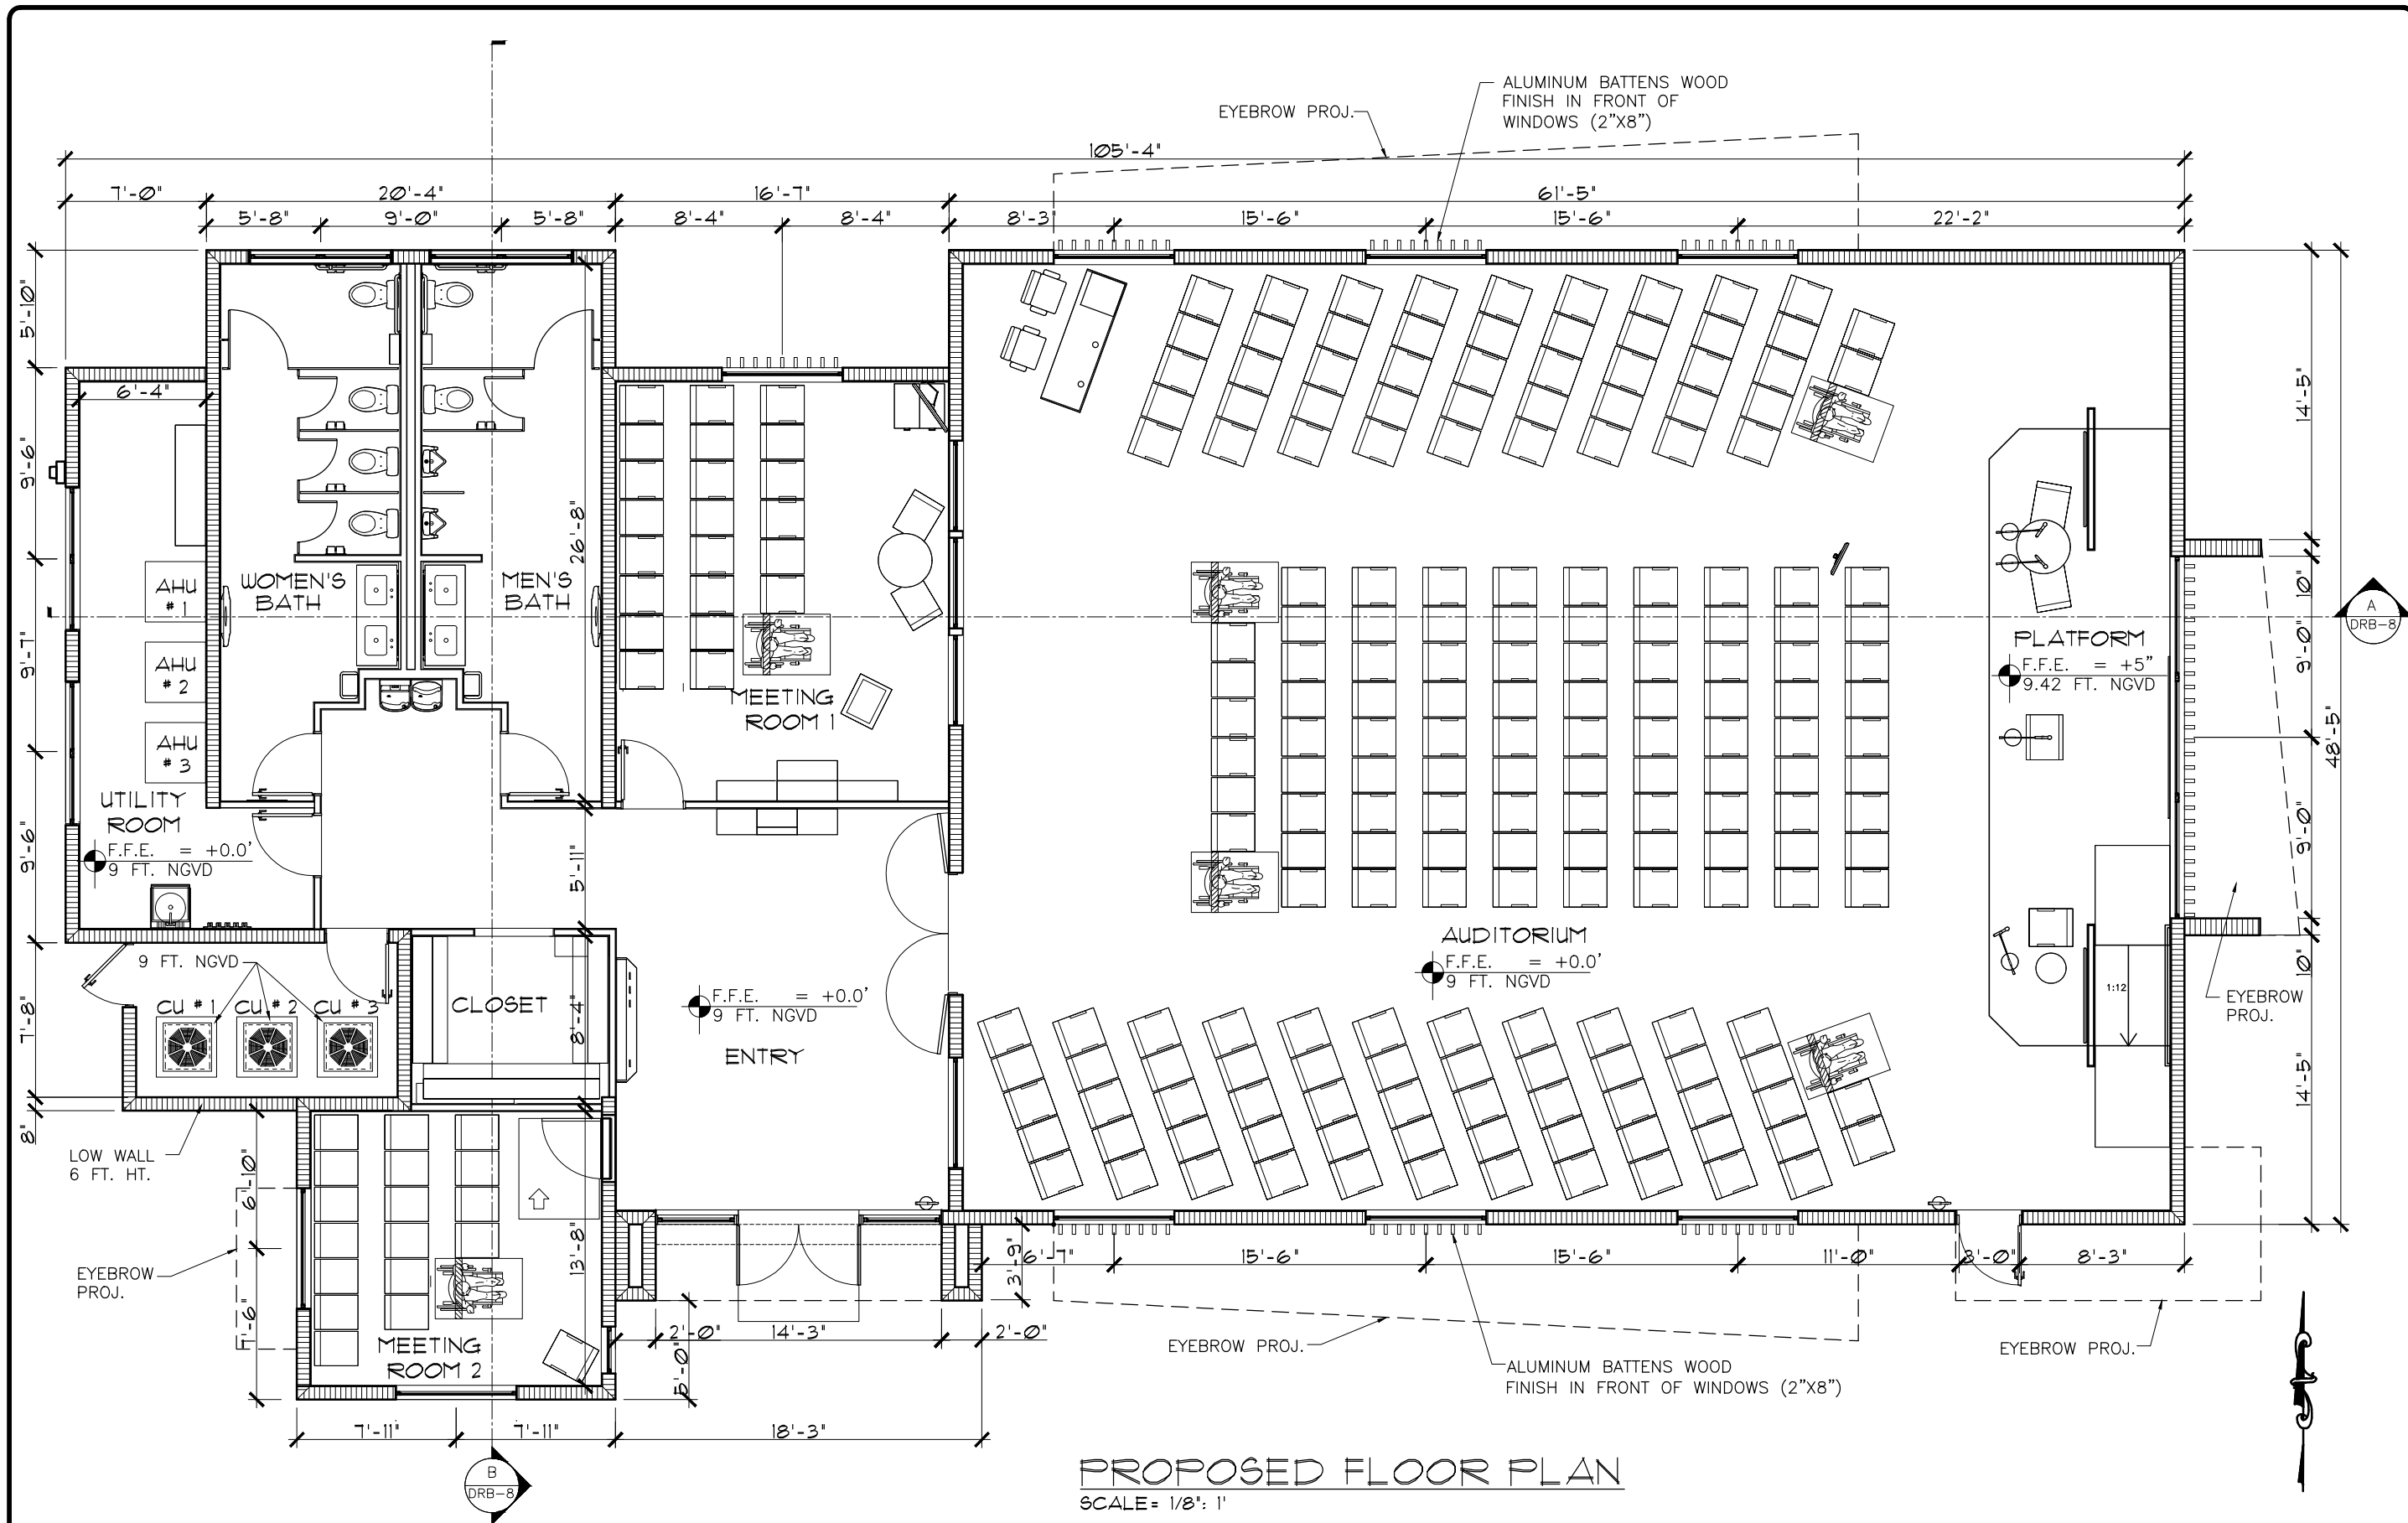 ALUMINUM BATTENS WOOD
FINISH IN FRONT OF
WINDOWS (2"X8")
EYEBROW PROJ.
105'-4"
7'-0"
20'-4"
16'-7"
61'-5"
5'-8"
9'-0"
5'-8"
8'-4"
8'-4"
8'-3"
15'-6"
15'-6"
22'-2"
5'-10"
9'-6"
9'-7"
9'-6"
7'-8"
8"
6'-4"
26'-8"
5'-11"
8'-4"
13'-8"
WOMEN'S
BATH
MEN'S
BATH
AHU
#1
AHU
#2
AHU
#3
UTILITY
ROOM
F.F.E. = +0.0'
9 FT. NGVD
MEETING
ROOM 1
PLATFORM
F.F.E. = +5"
9.42 FT. NGVD
A
DRB-8
14'-5"
10"
9'-0"
48'-5"
9'-0"
10"
14'-5"
1:12
EYEBROW
PROJ.
AUDITORIUM
F.F.E. = +0.0'
9 FT. NGVD
9 FT. NGVD
CU #1
CU #2
CU #3
CLOSET
F.F.E. = +0.0'
9 FT. NGVD
ENTRY
LOW WALL
6 FT. HT.
6'-10"
7'-6"
EYEBROW
PROJ.
MEETING
ROOM 2
3'-9"
6'-7"
15'-6"
15'-6"
11'-0"
3'-0"
8'-3"
2'-0"
14'-3"
2'-0"
5'-0"
EYEBROW PROJ.
EYEBROW PROJ.
ALUMINUM BATTENS WOOD
FINISH IN FRONT OF WINDOWS (2"X8")
7'-11"
7'-11"
18'-3"
B
DRB-8
PROPOSED FLOOR PLAN
SCALE= 1/8": 1'